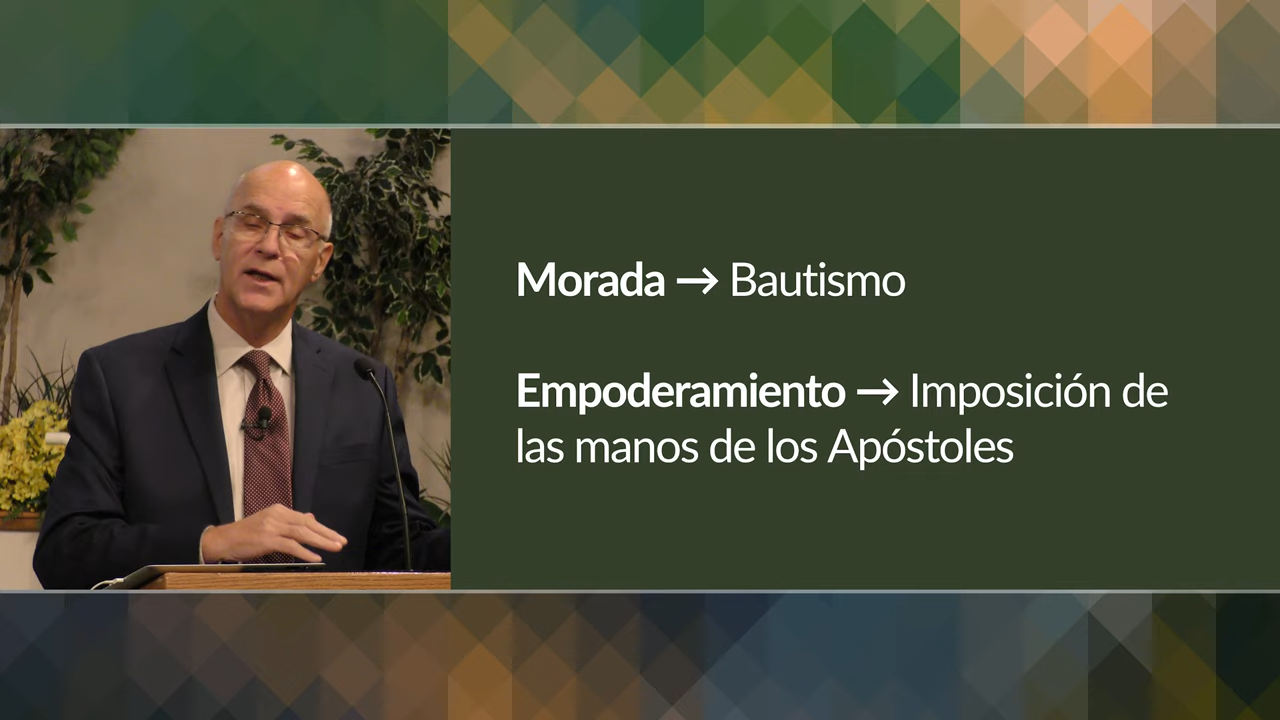 Morada → Bautismo
Empoderamiento → Imposición de
las manos de los Apóstoles